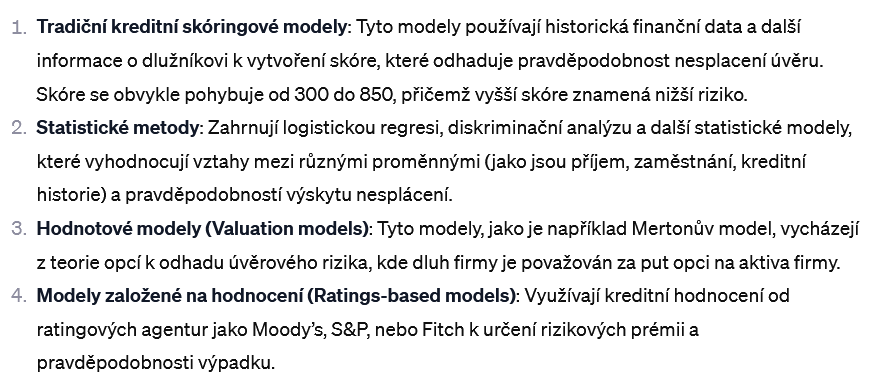 1. Tradiční kreditní skóringové modely: Tyto modely používají historická finanční data a další
informace o dlužníkovi k vytvoření skóre, které odhaduje pravděpodobnost nesplacení úvěru.
Skóre se obvykle pohybuje od 300 do 850, přičemž vyšší skóre znamená nižší riziko.
2. Statistické metody: Zahrnují logistickou regresi, diskriminační analýzu a další statistické modely,
které vyhodnocují vztahy mezi různými proměnnými (jako jsou příjem, zaměstnání, kreditní
historie) a pravděpodobností výskytu nesplácení.
3. Hodnotové modely (Valuation models): Tyto modely, jako je například Mertonův model, vycházejí
z teorie opcí k odhadu úvěrového rizika, kde dluh firmy je považován za put opci na aktiva firmy.
4. Modely založené na hodnocení (Ratings-based models): Využívají kreditní hodnocení od
ratingových agentur jako Moody's, S&P, nebo Fitch k určení rizikových prémii a
pravděpodobnosti výpadku.